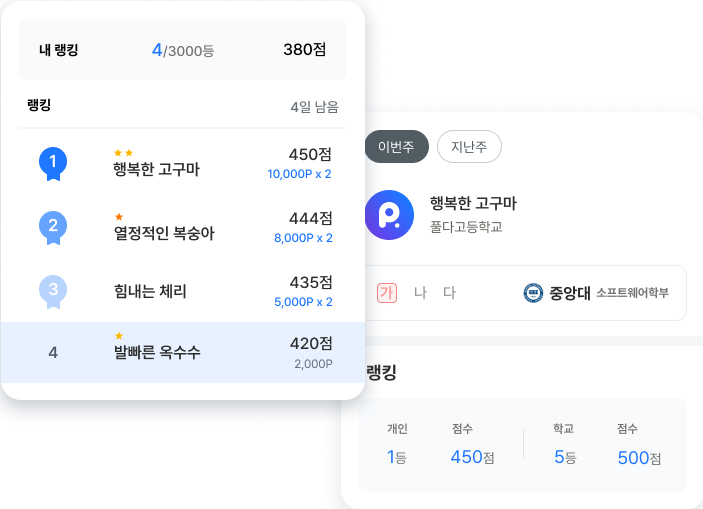 내 랭킹 4/3000등 380점
랭킹 4일 남음
1 행복한 고구마 450점
10,000P x 2
2 열정적인 복숭아 444점
8,000P x 2
3 힘내는 체리 435점
5,000P x 2
4 발빠른 옥수수 420점
2,000P
이번주 지난주
행복한 고구마
풀다고등학교
가 나 다 중앙대 소프트웨어학부
랭킹
개인 점수 학교 점수
1등 450점 5등 500점